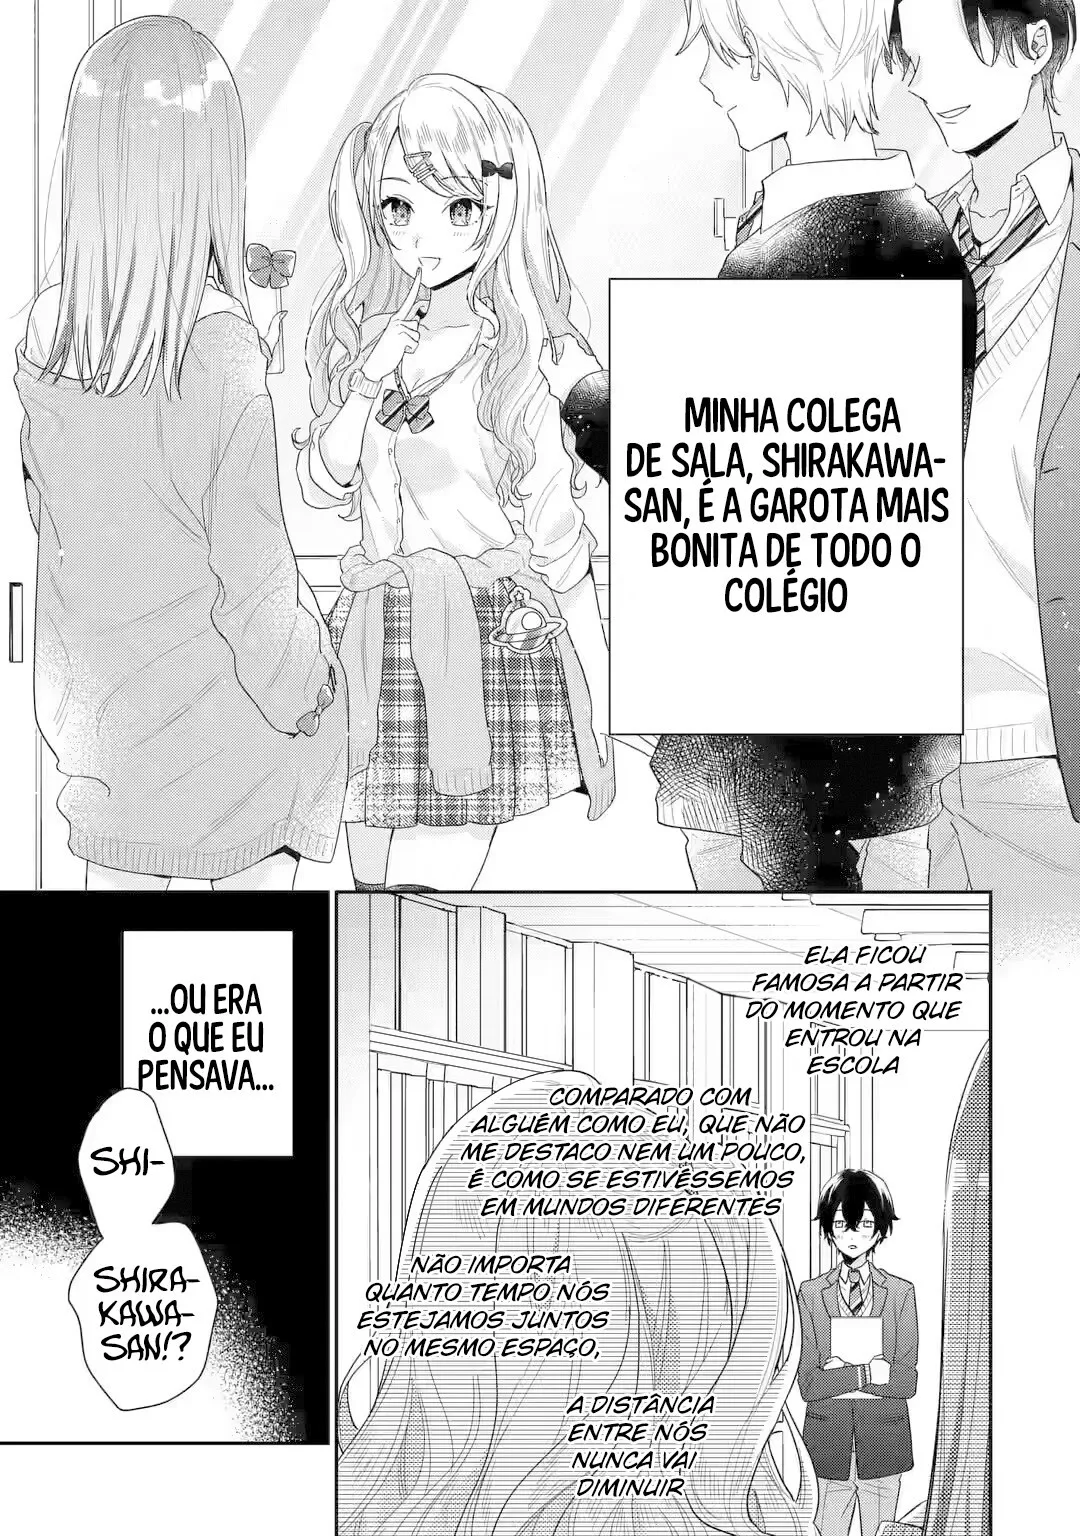 MINHA COLEGA
DE SALA, SHIRAKAWA-
SAN, É A GAROTA MAIS
BONITA DE TODO O
COLÉGIO
ELA FICOU
FAMOSA A PARTIR
DO MOMENTO QUE
ENTROU NA
ESCOLA
COMPARADO COM
ALGUÉM COMO EU, QUE NÃO
ME DESTACO NEM UM POUCO,
É COMO SE ESTIVÉSSEMOS
EM MUNDOS DIFERENTES
NÃO IMPORTA
QUANTO TEMPO NÓS
ESTEJAMOS JUNTOS
NO MESMO ESPAÇO,
A DISTÂNCIA
ENTRE NÓS
NUNCA VAI
DIMINUIR
...OU ERA
O QUE EU
PENSAVA...
SHI-
SHIRA-
KAWA-
SAN!?